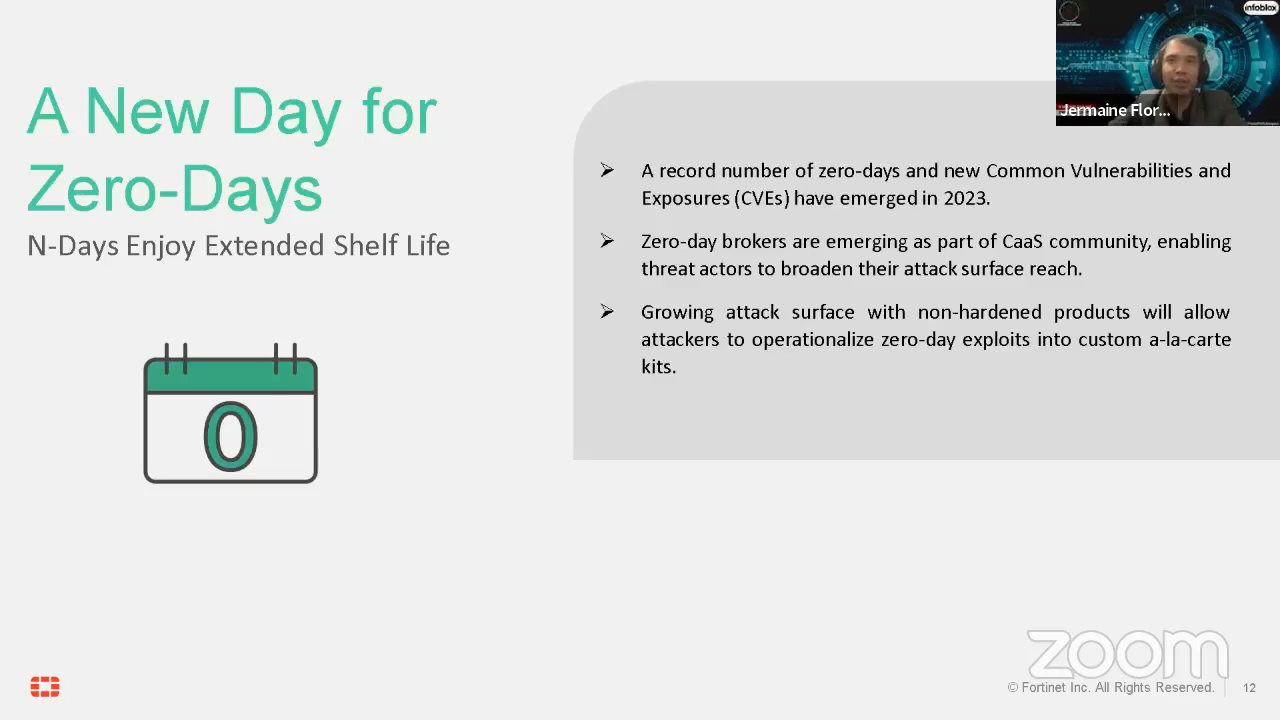 A New Day for
Zero-Days
N-Days Enjoy Extended Shelf Life
0
infoblox
Jermaine Flor...
➢ A record number of zero-days and new Common Vulnerabilities and
Exposures (CVEs) have emerged in 2023.
➢ Zero-day brokers are emerging as part of CaaS community, enabling
threat actors to broaden their attack surface reach.
➢ Growing attack surface with non-hardened products will allow
attackers to operationalize zero-day exploits into custom a-la-carte
kits.
zoom
© Fortinet Inc. All Rights Reserved.
12